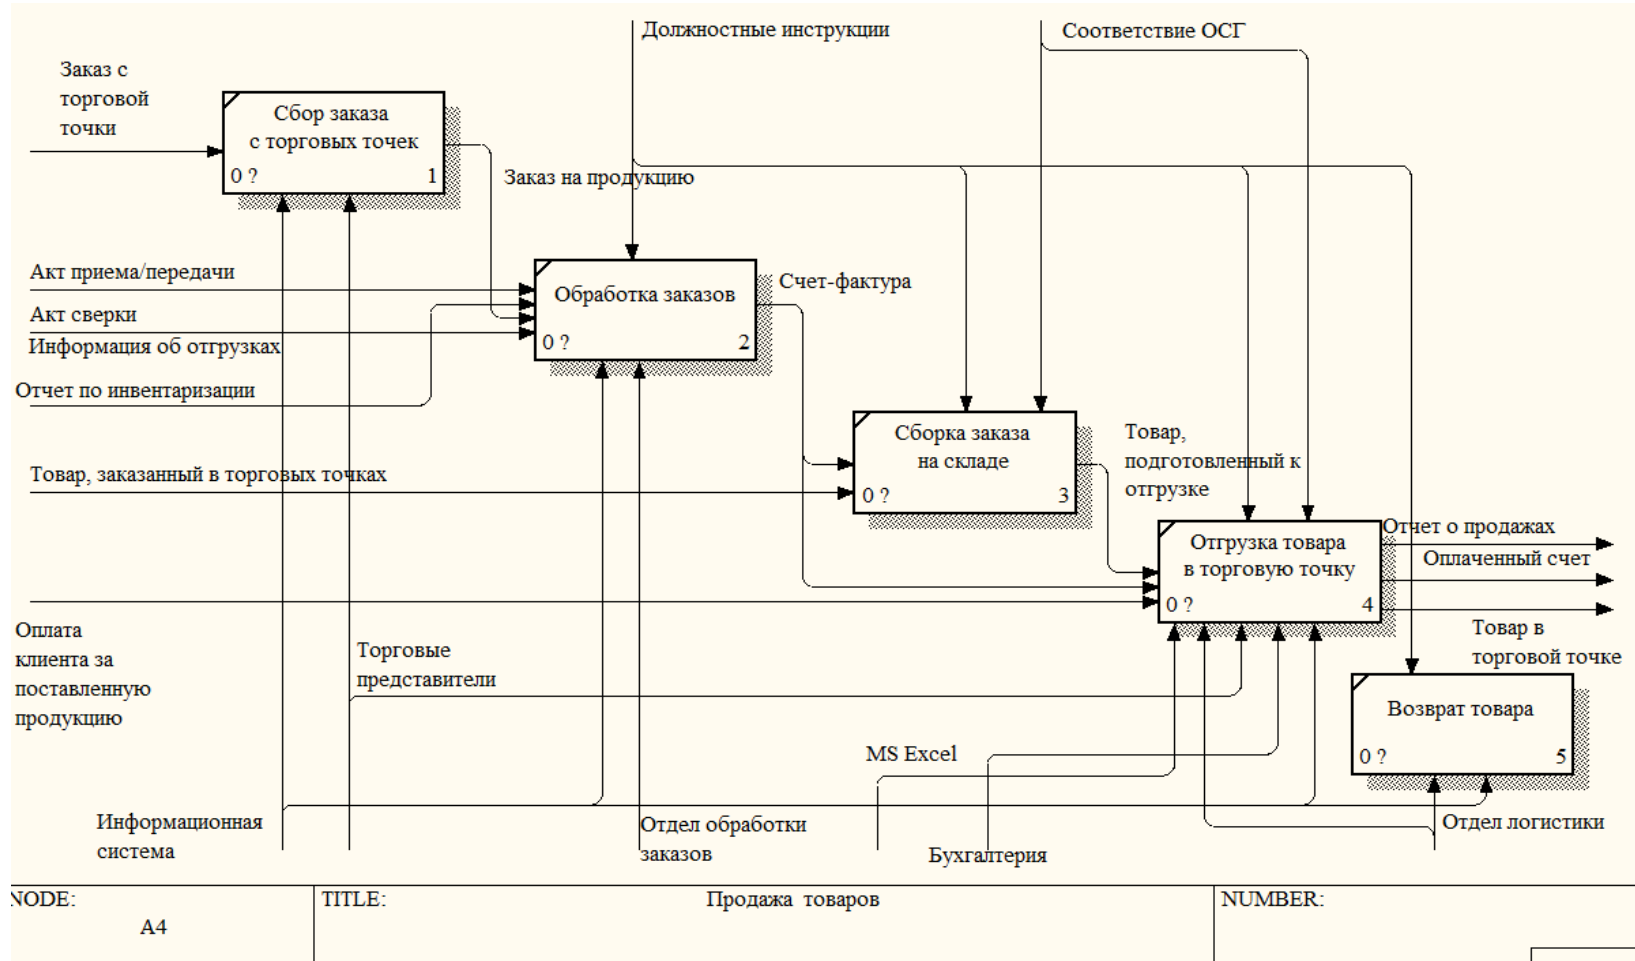 Должностные инструкции
Соответствие ОСГ
Заказ с
торговой
точки
Сбор заказа
с торговых точек
0 ?
1
Заказ на продукцию
Акт приема/передачи
Акт сверки
Информация об отгрузках
Отчет по инвентаризации
Обработка заказов
0 ?
2
Счет-фактура
Товар, заказанный в торговых точках
Сборка заказа
на складе
0 ?
3
Товар,
подготовленный к
отгрузке
Отгрузка товара
в торговую точку
0 ?
4
Отчет о продажах
Оплаченный счет
Товар в
торговой точке
Оплата
клиента за
поставленную
продукцию
Торговые
представители
Возврат товара
0 ?
5
MS Excel
Информационная
система
Отдел обработки
заказов
Бухгалтерия
Отдел логистики
NODE:
A4
TITLE:
Продажа товаров
NUMBER: